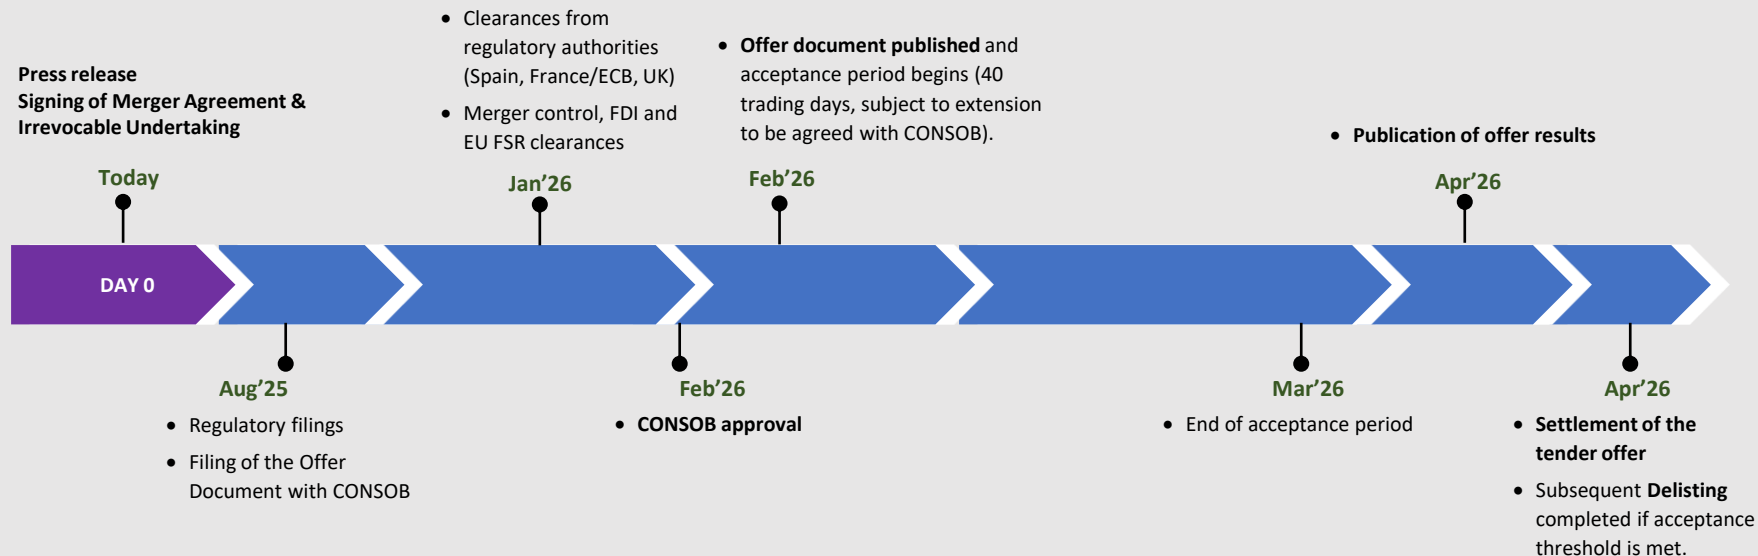 Press release
Signing of Merger Agreement &
Irrevocable Undertaking
Today
• Clearances from
regulatory authorities
(Spain, France/ECB, UK)
• Merger control, FDI and
EU FSR clearances
Jan’26
• Offer document published and
acceptance period begins (40
trading days, subject to extension
to be agreed with CONSOB).
Feb’26
• Publication of offer results
Apr’26
DAY 0
Aug’25
• Regulatory filings
• Filing of the Offer
Document with CONSOB
Feb’26
• CONSOB approval
Mar’26
• End of acceptance period
Apr’26
• Settlement of the
tender offer
• Subsequent Delisting
completed if acceptance
threshold is met.